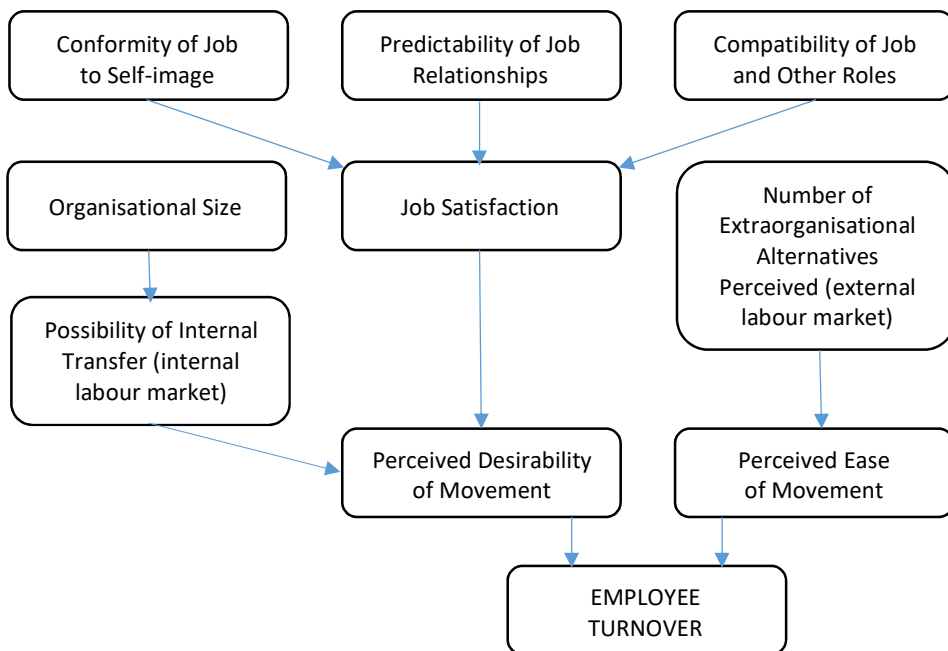 Conformity of Job
to Self-image
Predictability of Job
Relationships
Compatibility of Job
and Other Roles
Organisational Size
Job Satisfaction
Number of
Extraorganisational
Alternatives
Perceived (external
labour market)
Possibility of Internal
Transfer (internal
labour market)
Perceived Desirability
of Movement
Perceived Ease
of Movement
EMPLOYEE
TURNOVER